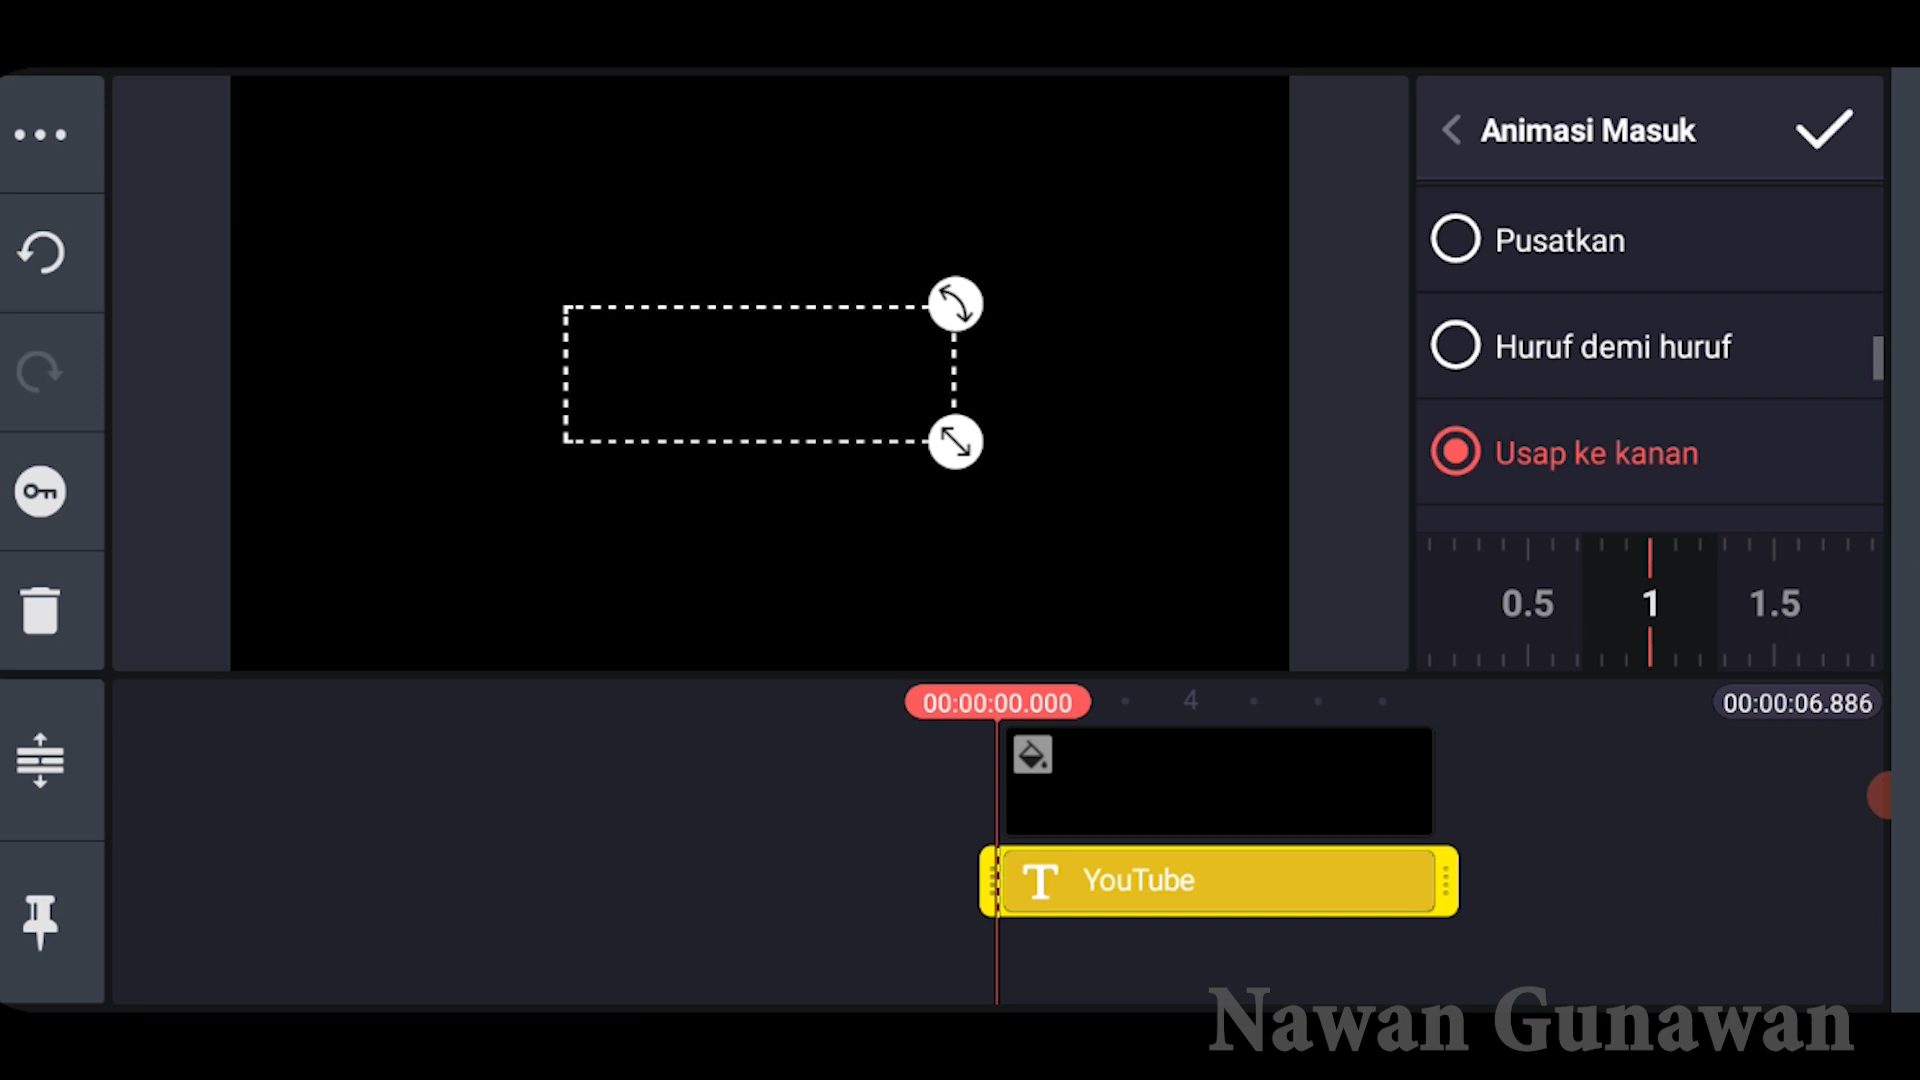 Animasi Masuk
Pusatkan
Huruf demi huruf
Usap ke kanan
0.5 1 1.5
00:00:00.000 4 00:00:06.886
T YouTube
Nawan Gunawan